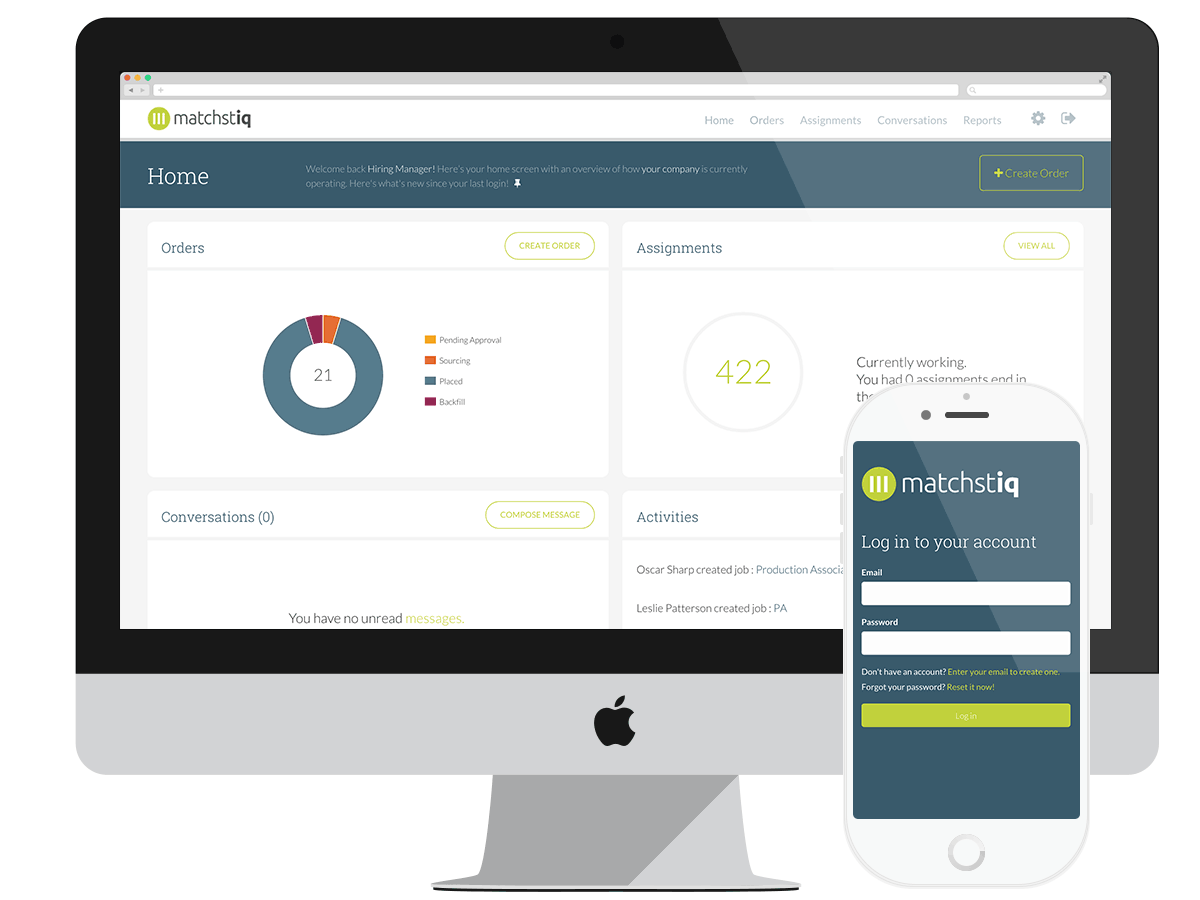 matchstiq
Home Orders Assignments Conversations Reports
Home
Welcome back Hiring Manager! Here's your home screen with an overview of how your company is currently
operating. Here's what's new since your last login!
+Create Order
Orders
CREATE ORDER
21
Pending Approval
Sourcing
Placed
Backfill
Assignments
VIEW ALL
422
Currently working.
You had 0 assignments end in
the
Conversations (0)
COMPOSE MESSAGE
You have no unread messages.
Activities
Oscar Sharp created job : Production Associa
Leslie Patterson created job : PA
matchstiq
Log in to your account
Email
Password
Don't have an account? Enter your email to create one.
Forgot your password? Reset it now!
Log in